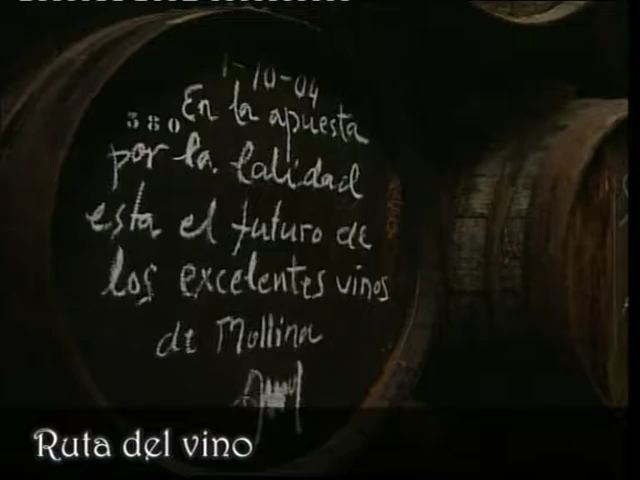 1-10-04
380
En la apuesta
por la Calidad
esta el futuro de
los excelentes vinos
de Mollina
Ruta del vino